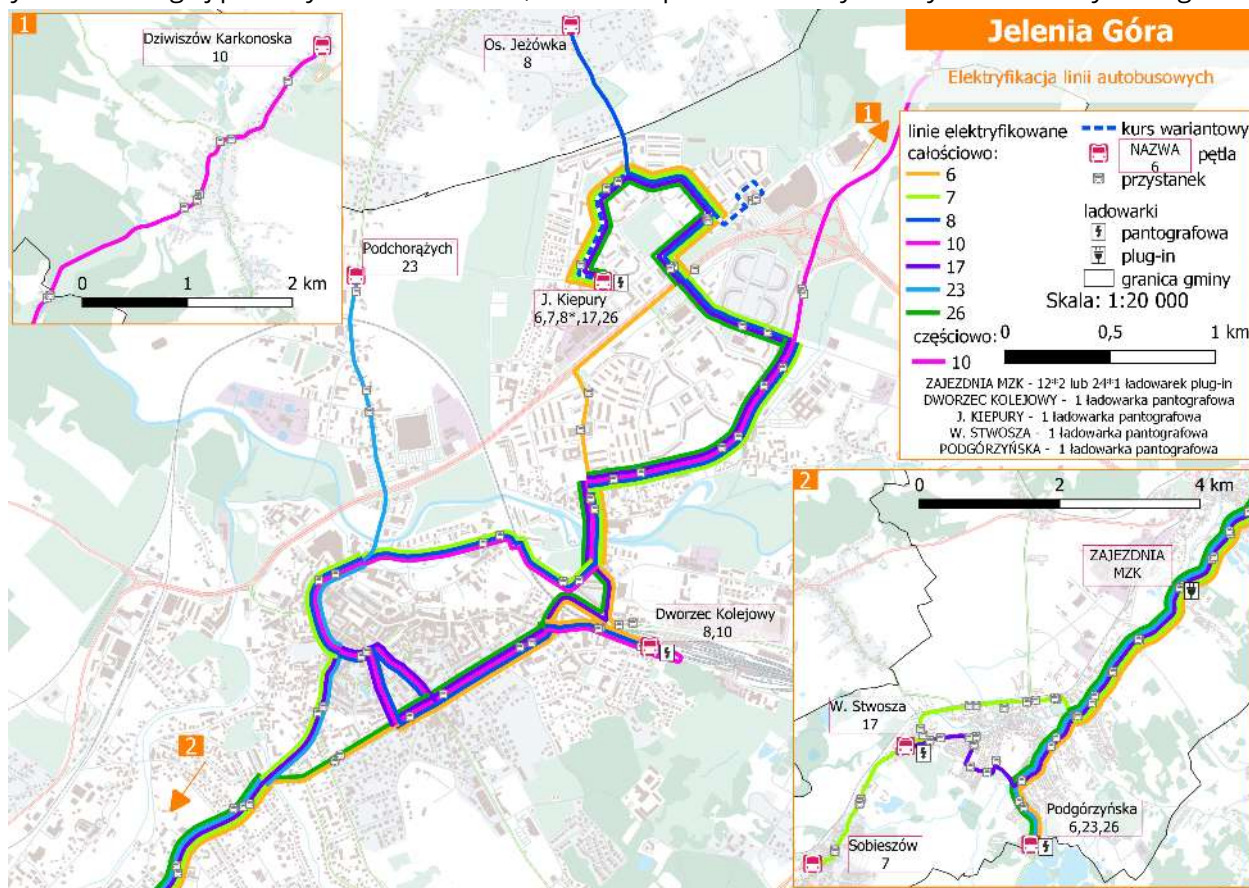 1
Dziwiszów Karkonoska
10
0 1 2 km
Os. Jeżówka
8
Jelenia Góra
Elektryfikacja linii autobusowych
1
linie elektryfikowane
całościowo:
6
7
8
10
17
23
26
częściowo:
10
kurs wariantowy
NAZWA
6
pętla
przystanek
ładowarki
pantografowa
plug-in
granica gminy
Skala: 1:20 000
0 0,5 1 km
ZAJEZDNIA MZK - 12*2 lub 24*1 ładowarek plug-in
DWORZEC KOLEJOWY - 1 ładowarka pantografowa
J. KIEPURY - 1 ładowarka pantografowa
W. STWOSZA - 1 ładowarka pantografowa
PODGÓRZYŃSKA - 1 ładowarka pantografowa
Podchorążych
23
J. Kiepury
6,7,8*,17,26
Dworzec Kolejowy
8,10
2
2
0 2 4 km
ZAJEZDNIA
MZK
W. Stwosza
17
Podgórzyńska
6,23,26
Sobieszów
7